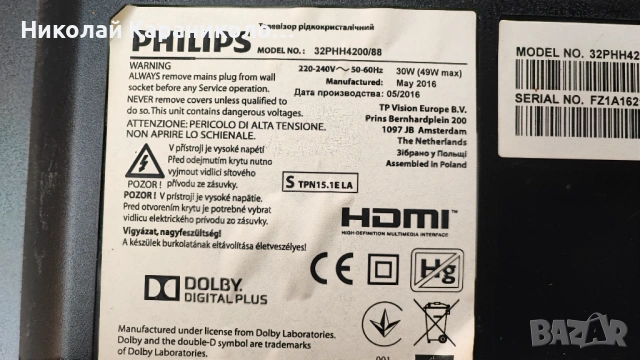 Николай Караманов
Телевізор рідкокристалічний
PHILIPS MODEL NO.: 32PHH4200/88
WARNING
ALWAYS remove mains plug from wall
socket before any Service operation.
NEVER remove covers unless qualified to
do so. This unit contains dangerous voltages.
ATTENZIONE: PERICOLO DI ALTA TENSIONE,
NON APRIRE LO SCHIENALE.
220-240V~ 50-60Hz 30W (49W max)
Manufactured: May 2016
Дата производства: 05/2016
TP Vision Europe B.V.
Prins Bernhardplein 200
1097 JB Amsterdam
The Netherlands
Зібрано у Польщі
Assembled in Poland
V přístroji je vysoké napětí
Před odejmutím krytu nutno
vyjmout vidlici síťového
přívodu ze zásuvky.
POZOR !
POZOR ! V prístroji je vysoké napätie.
Pred otvorením krytu je potrebné vybrať
vidlicu elektrického prívodu zo zásuvky.
Vigyázat, nagyfeszültség!
A készülek burkolatának eltávolítása életveszélyes!
S TPN15.1E LA
HDMI™
HIGH-DEFINITION MULTIMEDIA INTERFACE
CE
Hg
DOLBY
DIGITAL PLUS
Manufactured under license from Dolby Laboratories.
Dolby and the double-D symbol are trademarks
of Dolby Laboratories.
001
MODEL NO. 32PHH42
SERIAL NO. FZ1A162
BAZAR